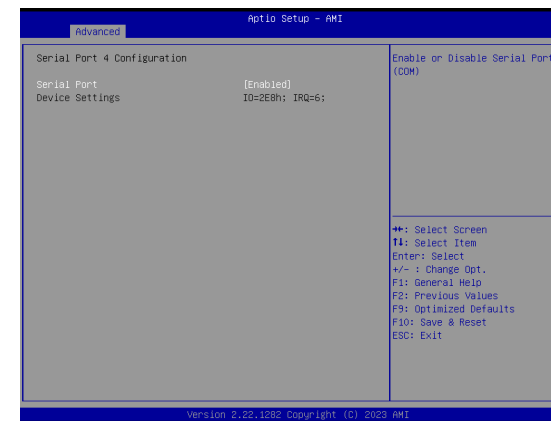 Aptio Setup - AMI
Advanced
Serial Port 4 Configuration
Serial Port [Enabled]
Device Settings IO=2E8h; IRQ=6;
Enable or Disable Serial Port
(COM)
→←: Select Screen
↑↓: Select Item
Enter: Select
+/- : Change Opt.
F1: General Help
F2: Previous Values
F9: Optimized Defaults
F10: Save & Reset
ESC: Exit
Version 2.22.1282 Copyright (C) 2023 AMI